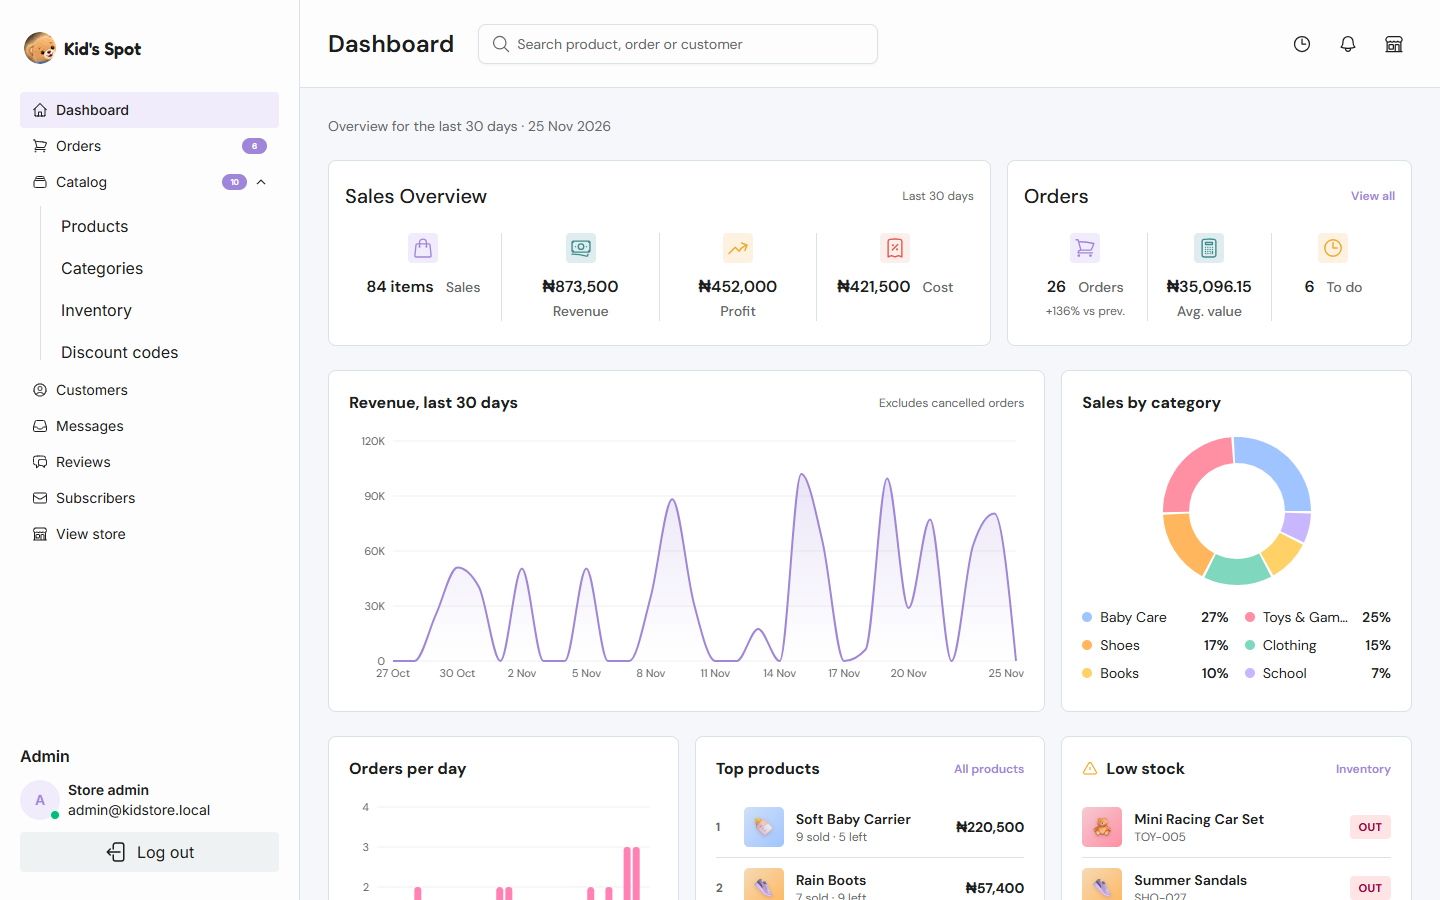 Kid's Spot
Dashboard
Orders 6
Catalog 10
Products
Categories
Inventory
Discount codes
Customers
Messages
Reviews
Subscribers
View store
Admin
A
Store admin
admin@kidstore.local
Log out
Dashboard
Search product, order or customer
Overview for the last 30 days · 25 Nov 2026
Sales Overview
Last 30 days
84 items Sales
₦873,500
Revenue
₦452,000
Profit
₦421,500 Cost
Orders
View all
26 Orders
+136% vs prev.
₦35,096.15
Avg. value
6 To do
Revenue, last 30 days
Excludes cancelled orders
120K
90K
60K
30K
0
27 Oct 30 Oct 2 Nov 5 Nov 8 Nov 11 Nov 14 Nov 17 Nov 20 Nov 25 Nov
Sales by category
Baby Care 27% Toys & Gam... 25%
Shoes 17% Clothing 15%
Books 10% School 7%
Orders per day
4
3
2
Top products
All products
1 Soft Baby Carrier ₦220,500
9 sold · 5 left
2 Rain Boots ₦57,400
7 sold · 9 left
Low stock
Inventory
Mini Racing Car Set OUT
TOY-005
Summer Sandals OUT
SHO-027